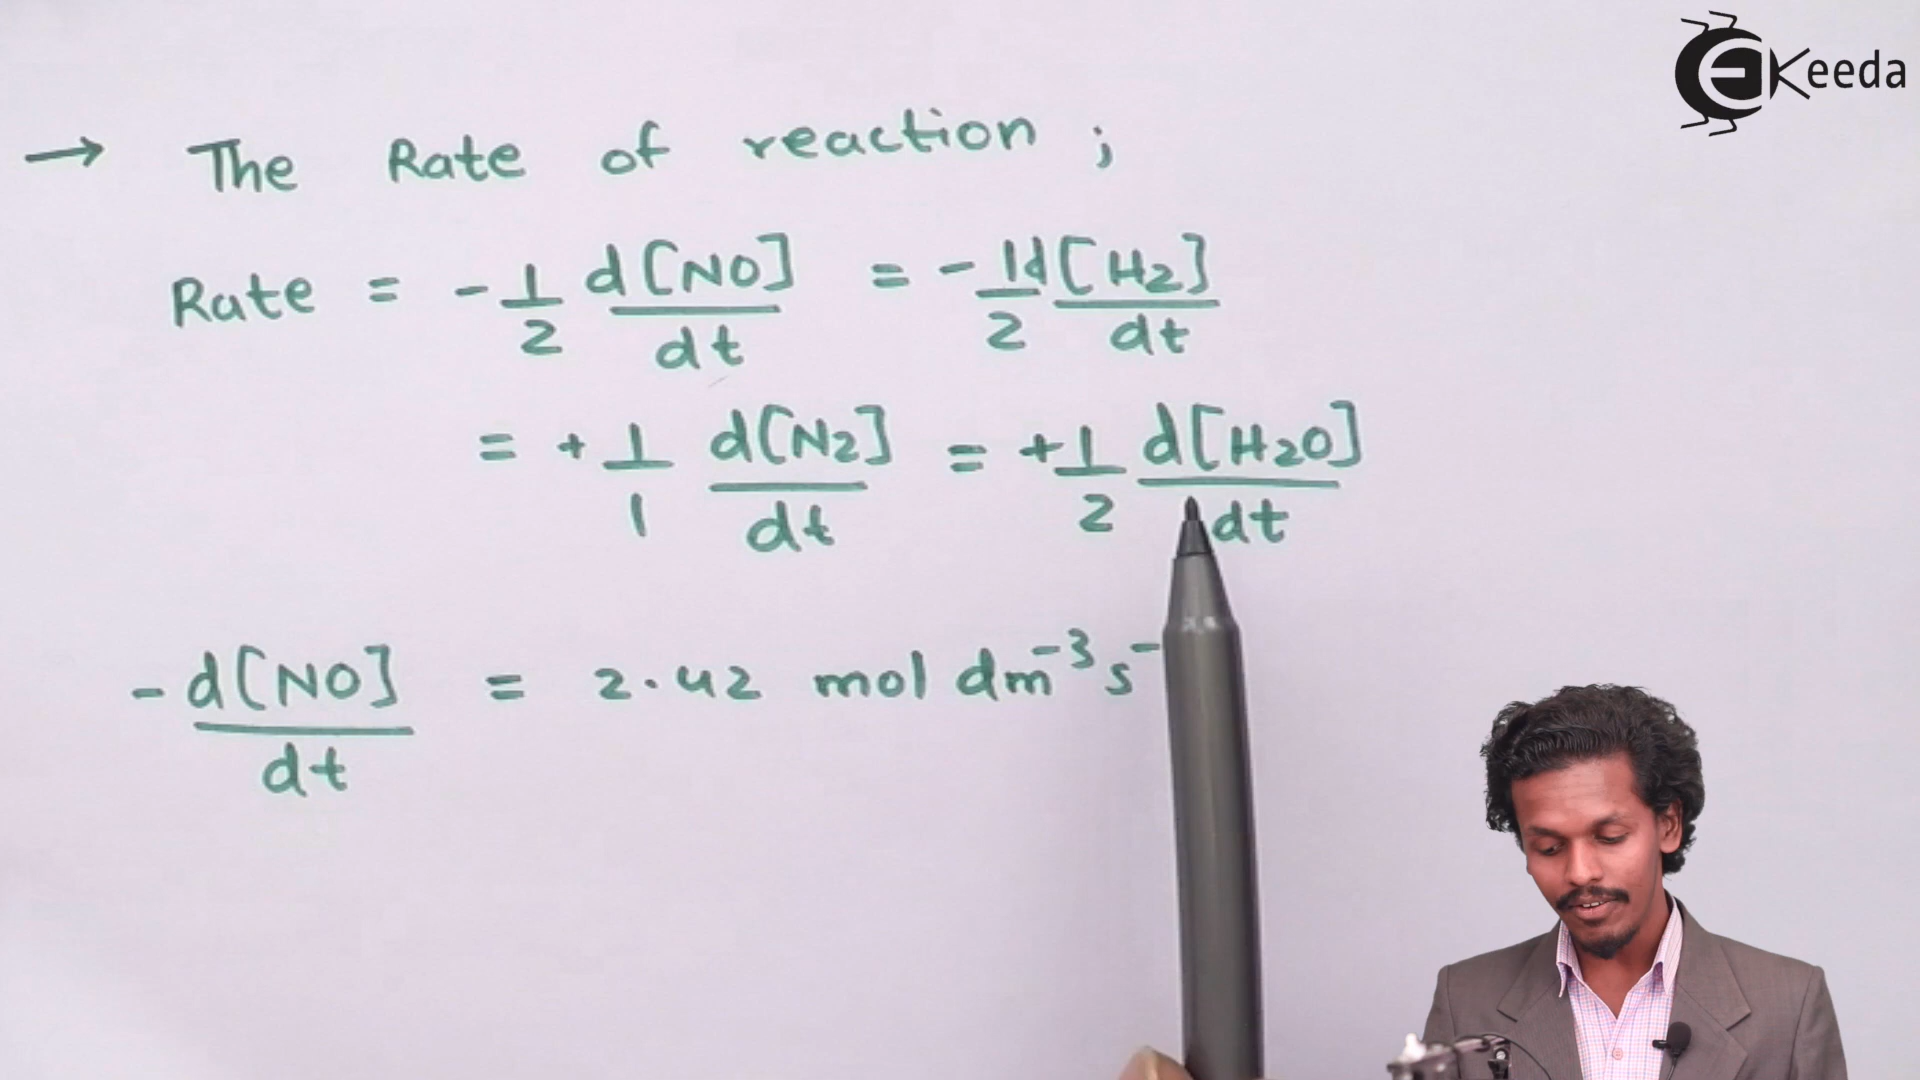 EKeeda
→ The Rate of reaction ;
Rate = - 1/2 d[NO]/dt = - 1/2 d[H2]/dt
= + 1/1 d[N2]/dt = + 1/2 d[H2O]/dt
- d[NO]/dt = 2.42 mol dm⁻³ s⁻